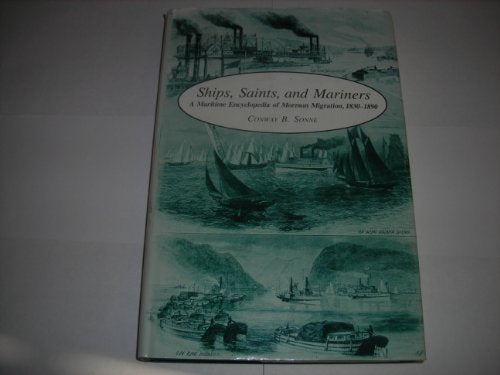 Ships, Saints, and Mariners
A Maritime Encyclopedia of Mormon Migration, 1830–1890
CONWAY B. SONNE